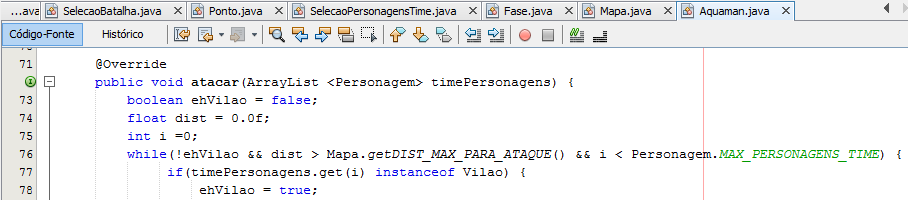 ...avan SelecaoBatalha.java Ponto.java SelecaoPersonagensTime.java Fase.java Mapa.java Aquaman.java
Código-Fonte Histórico
71 @Override
public void atacar(ArrayList <Personagem> timePersonagens) {
73 boolean ehVilao = false;
74 float dist = 0.0f;
75 int i =0;
76 while(!ehVilao && dist > Mapa.getDIST_MAX_PARA_ATAQUE() && i < Personagem.MAX_PERSONAGENS_TIME) {
77 if(timePersonagens.get(i) instanceof Vilao) {
78 ehVilao = true;